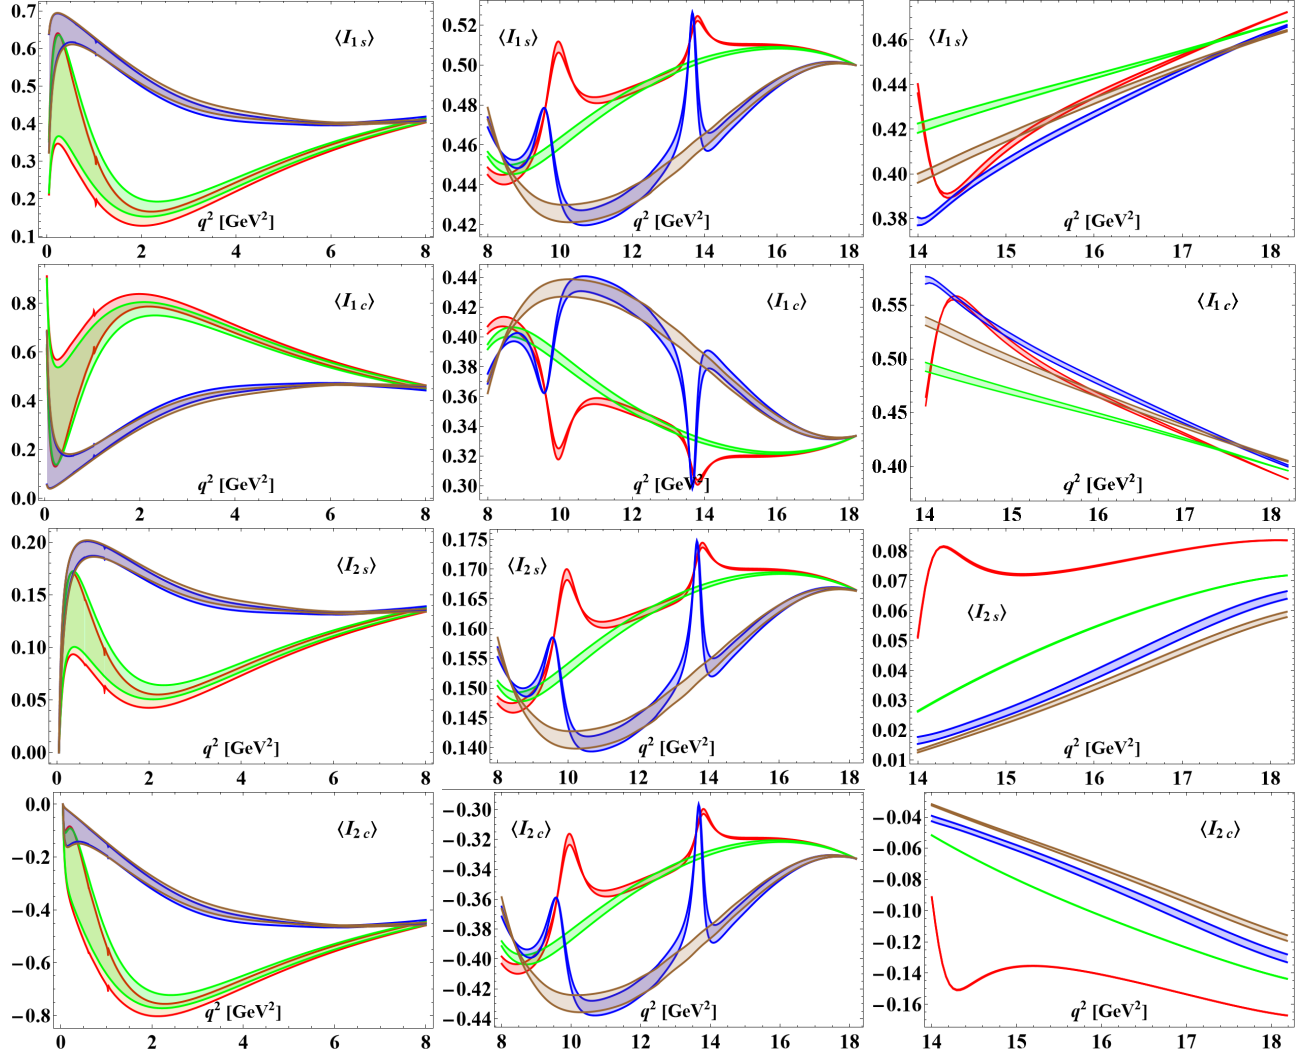 0.7
0.6
0.5
0.4
0.3
0.2
0.1
⟨I1 s⟩
q² [GeV²]
0 2 4 6 8
0.52
0.50
0.48
0.46
0.44
0.42
⟨I1 s⟩
q² [GeV²]
8 10 12 14 16 18
0.46
0.44
0.42
0.40
0.38
⟨I1 s⟩
q² [GeV²]
14 15 16 17 18
0.8
0.6
0.4
0.2
0.0
⟨I1 c⟩
q² [GeV²]
0 2 4 6 8
0.44
0.42
0.40
0.38
0.36
0.34
0.32
0.30
⟨I1 c⟩
q² [GeV²]
8 10 12 14 16 18
0.55
0.50
0.45
0.40
⟨I1 c⟩
q² [GeV²]
14 15 16 17 18
0.20
0.15
0.10
0.05
0.00
⟨I2 s⟩
q² [GeV²]
0 2 4 6 8
0.175
0.170
0.165
0.160
0.155
0.150
0.145
0.140
⟨I2 s⟩
q² [GeV²]
8 10 12 14 16 18
0.08
0.07
0.06
0.05
0.04
0.03
0.02
0.01
⟨I2 s⟩
q² [GeV²]
14 15 16 17 18
0.0
−0.2
−0.4
−0.6
−0.8
⟨I2 c⟩
q² [GeV²]
0 2 4 6 8
−0.30
−0.32
−0.34
−0.36
−0.38
−0.40
−0.42
−0.44
⟨I2 c⟩
q² [GeV²]
8 10 12 14 16 18
−0.04
−0.06
−0.08
−0.10
−0.12
−0.14
−0.16
⟨I2 c⟩
q² [GeV²]
14 15 16 17 18